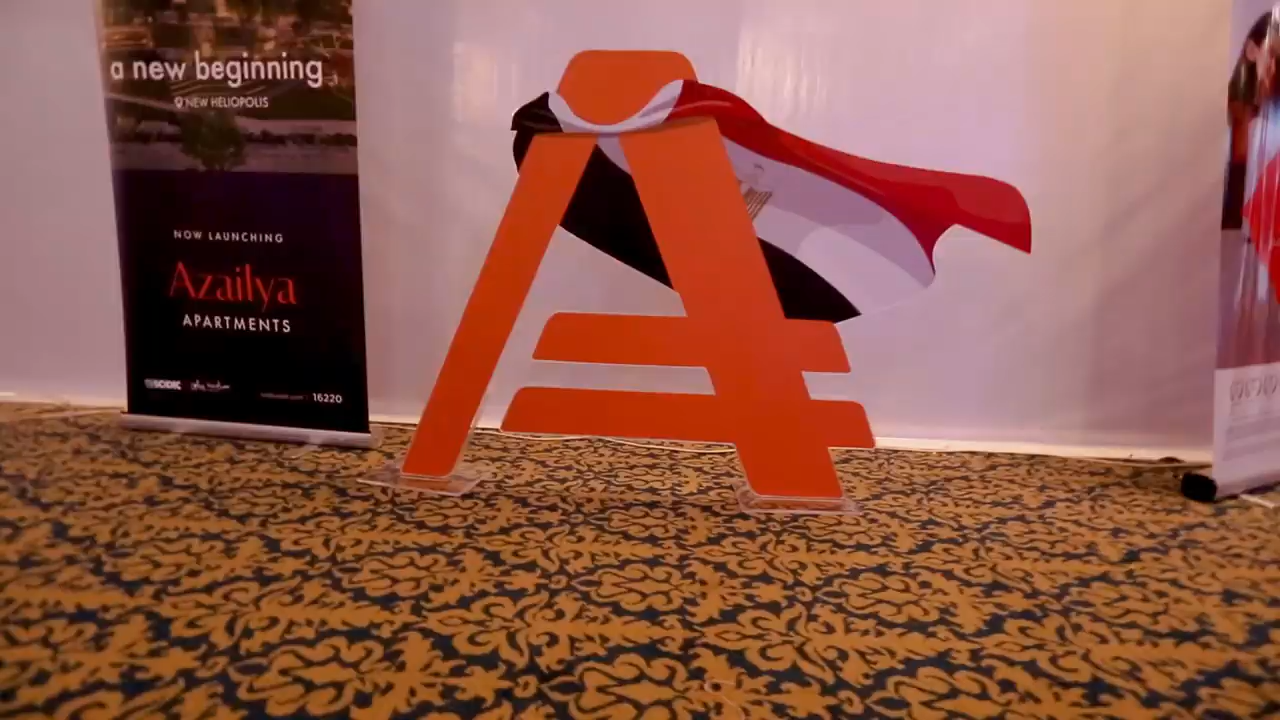 a new beginning
NEW HELIOPOLIS
NOW LAUNCHING
Azailya
APARTMENTS
16220